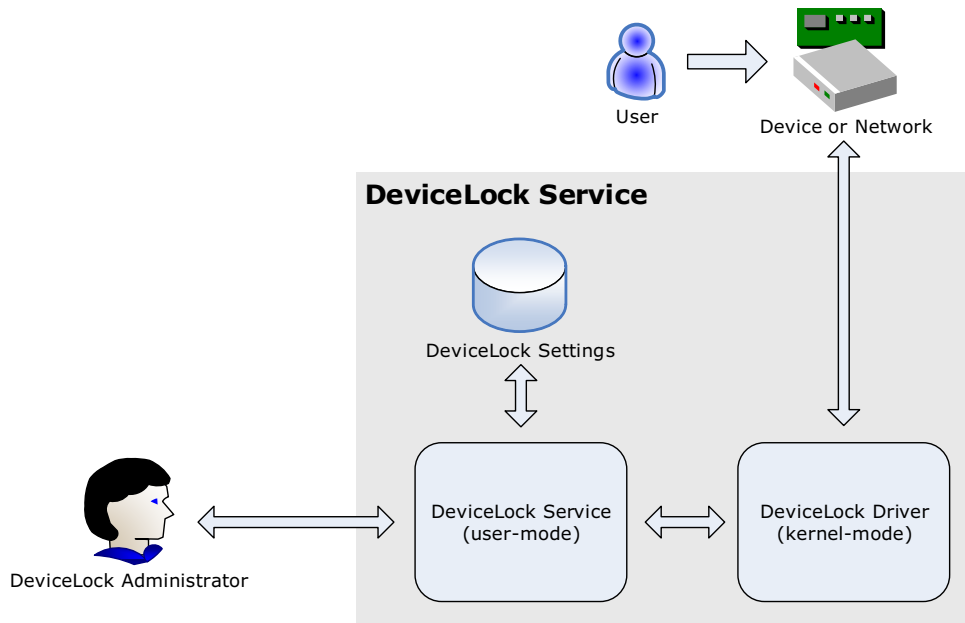 User
Device or Network
DeviceLock Service
DeviceLock Settings
DeviceLock Service
(user-mode)
DeviceLock Driver
(kernel-mode)
DeviceLock Administrator